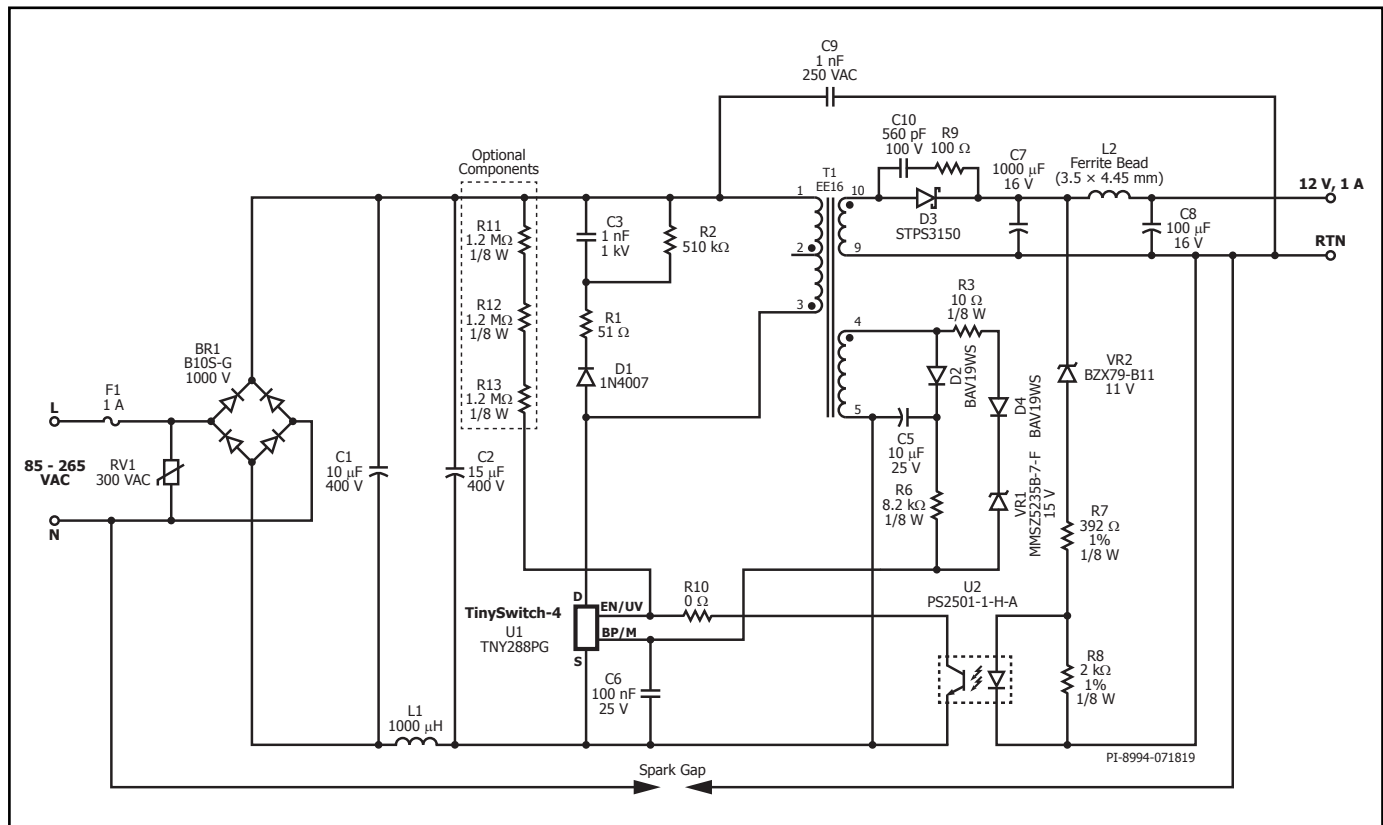 C9
1 nF
250 VAC
C10
560 pF
100 V
R9
100 Ω
C7
1000 μF
16 V
L2
Ferrite Bead
(3.5 × 4.45 mm)
Optional
Components
T1
EE16
1
10
12 V, 1 A
D3
STPS3150
C8
100 μF
16 V
R11
1.2 MΩ
1/8 W
C3
1 nF
1 kV
R2
510 kΩ
2
9
RTN
R12
1.2 MΩ
1/8 W
R1
51 Ω
3
R3
10 Ω
1/8 W
4
D2
BAV19WS
D4
BAV19WS
VR2
BZX79-B11
11 V
BR1
B10S-G
1000 V
D1
1N4007
R13
1.2 MΩ
1/8 W
F1
1 A
L
5
C5
10 μF
25 V
85 - 265
VAC
RV1
300 VAC
C1
10 μF
400 V
C2
15 μF
400 V
R6
8.2 kΩ
1/8 W
VR1
MMSZ5235B-7-F
15 V
R7
392 Ω
1%
1/8 W
N
TinySwitch-4
U1
TNY288PG
D
EN/UV
BP/M
S
R10
0 Ω
U2
PS2501-1-H-A
C6
100 nF
25 V
R8
2 kΩ
1%
1/8 W
L1
1000 μH
PI-8994-071819
Spark Gap